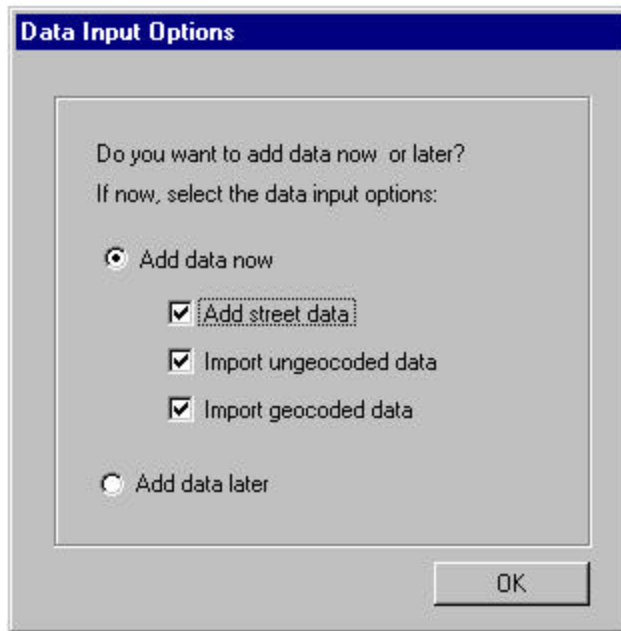 Data Input Options
Do you want to add data now or later?
If now, select the data input options:
Add data now
Add street data
Import ungeocoded data
Import geocoded data
Add data later
OK